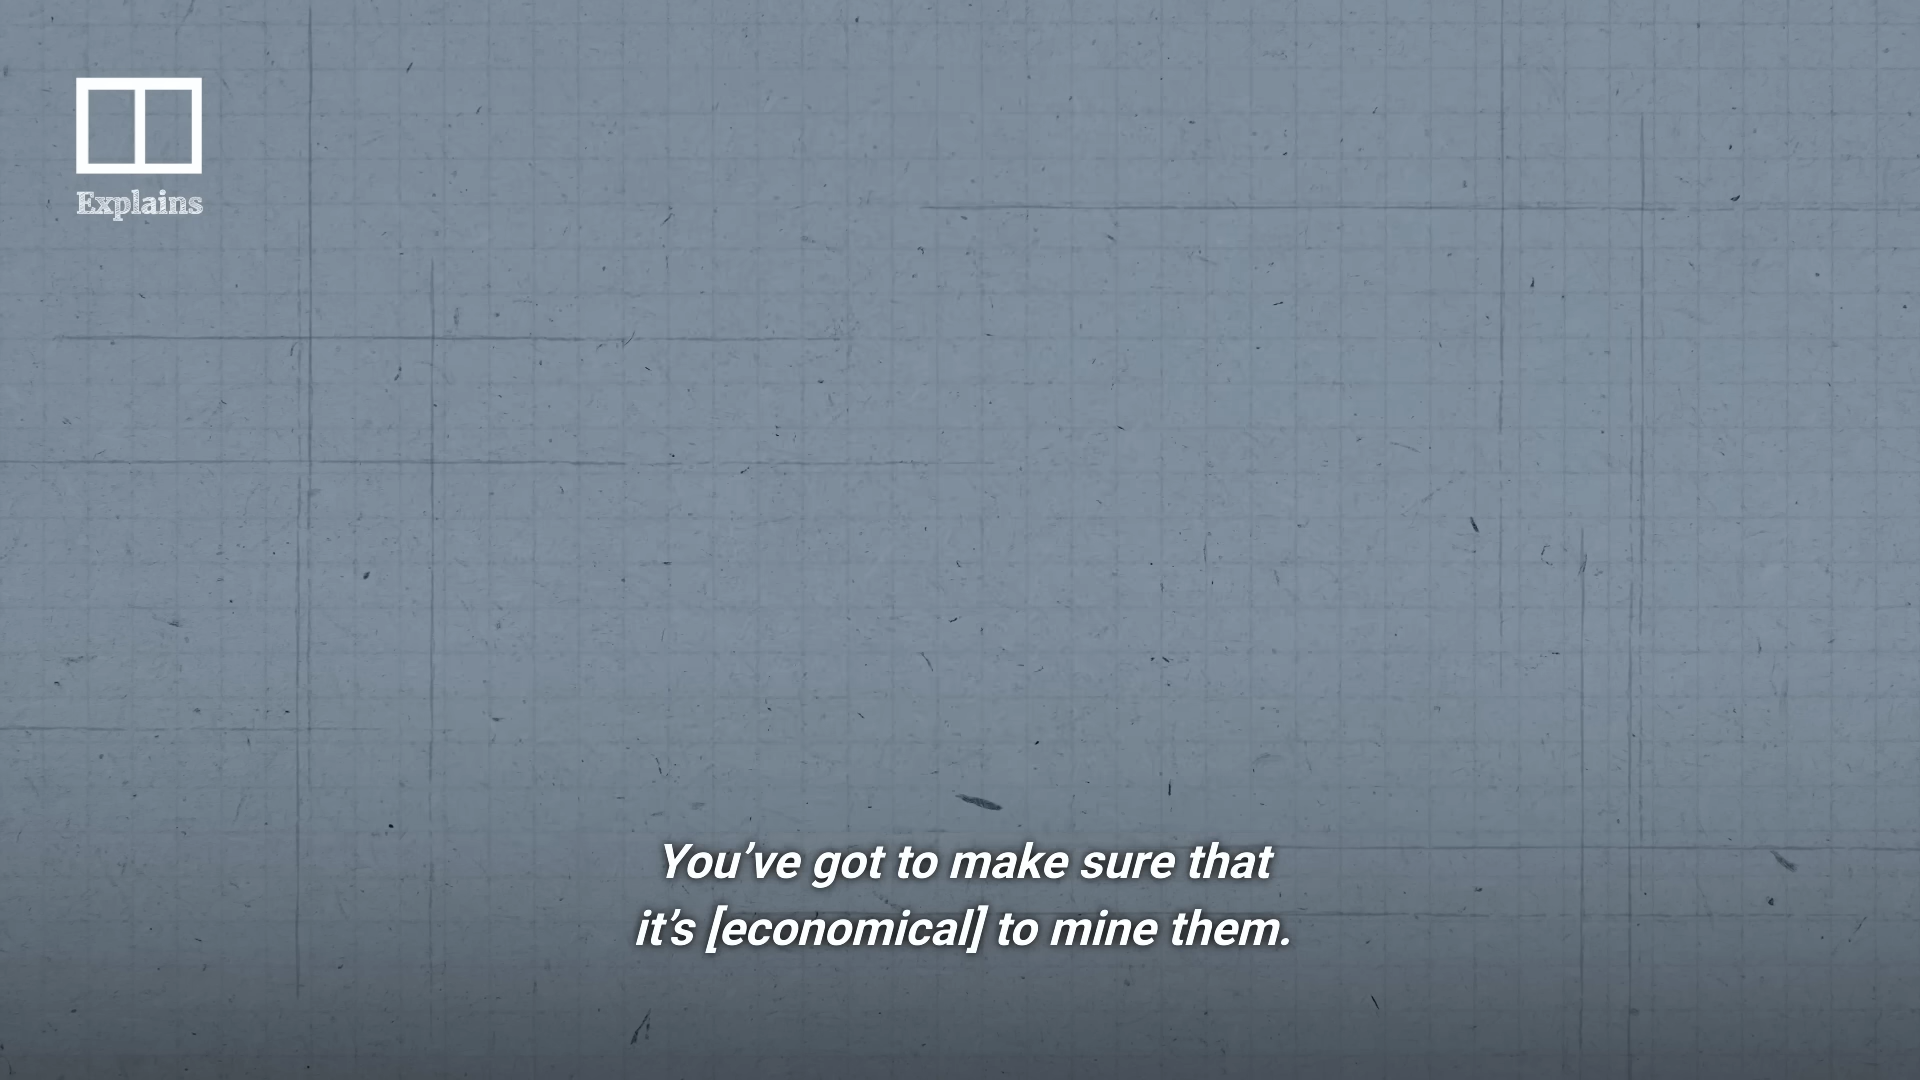 Explains
You’ve got to make sure that
it’s [economical] to mine them.